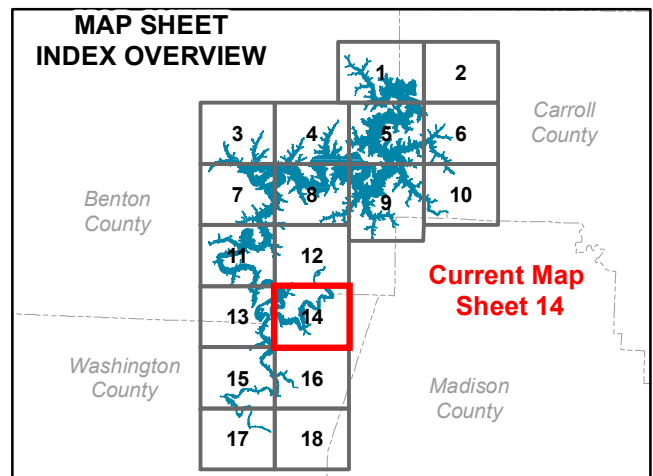 MAP SHEET
INDEX OVERVIEW
1
2
Carroll
County
3
4
5
6
Benton
County
7
8
9
10
11
12
Current Map
Sheet 14
13
14
Washington
County
15
16
Madison
County
17
18